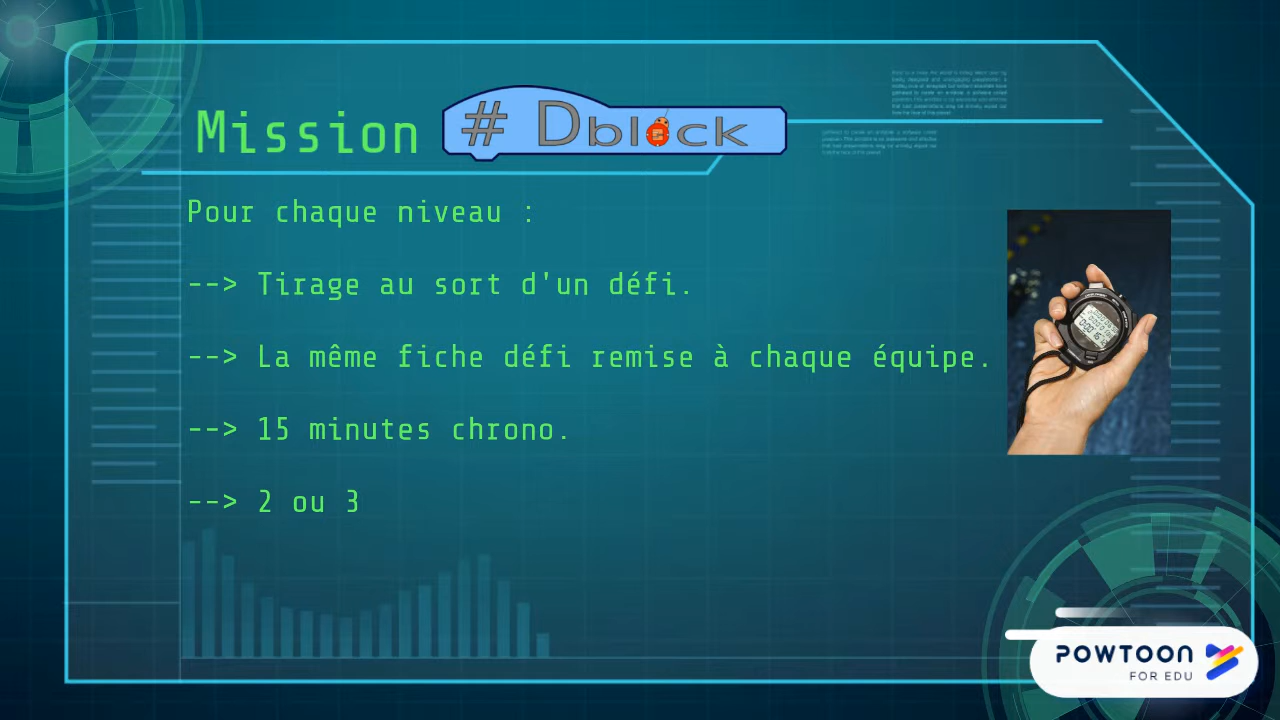 Mission # Dblock
Pour chaque niveau :
--> Tirage au sort d'un défi.
--> La même fiche défi remise à chaque équipe.
--> 15 minutes chrono.
--> 2 ou 3
POWTOON
FOR EDU